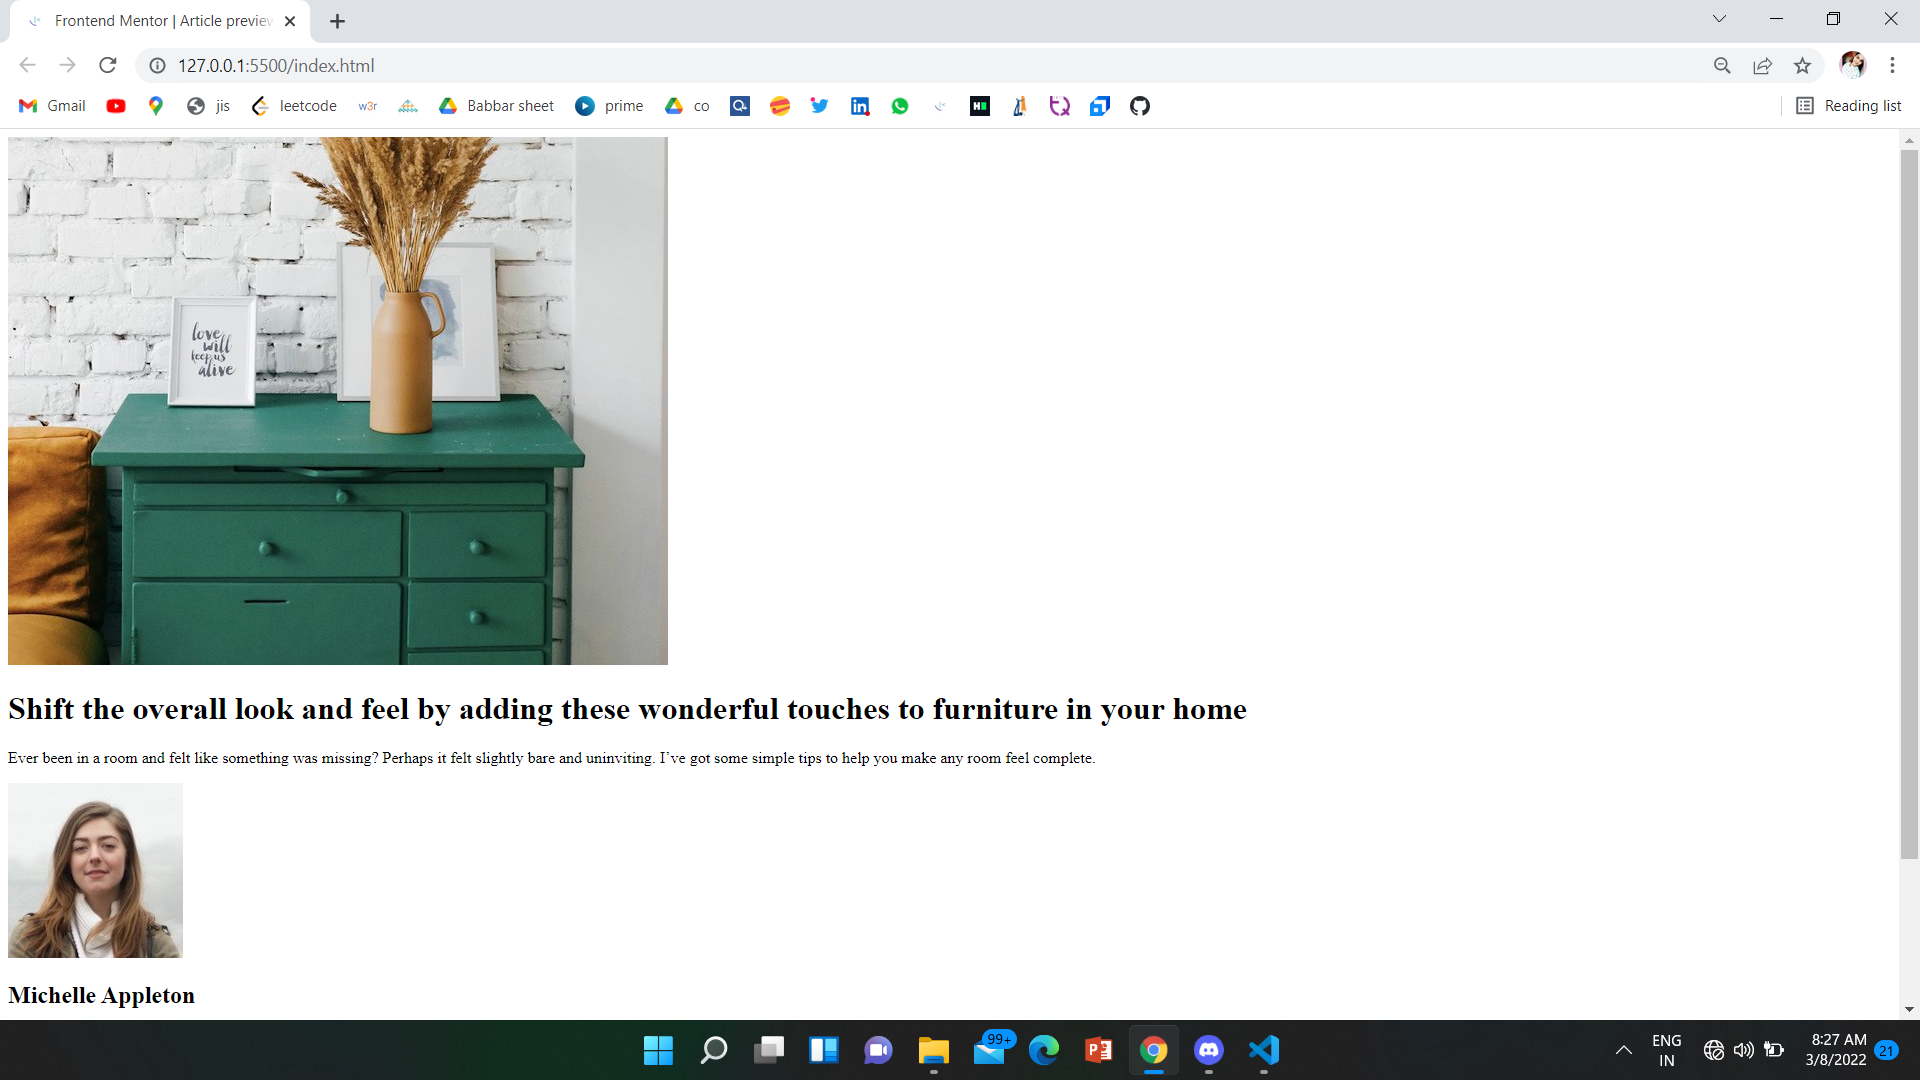 Frontend Mentor | Article preview
127.0.0.1:5500/index.html
Gmail jis leetcode w3r Babbar sheet prime co Reading list
love
will
keep us
alive
Shift the overall look and feel by adding these wonderful touches to furniture in your home
Ever been in a room and felt like something was missing? Perhaps it felt slightly bare and uninviting. I’ve got some simple tips to help you make any room feel complete.
Michelle Appleton
99+
ENG
IN
8:27 AM
3/8/2022
21